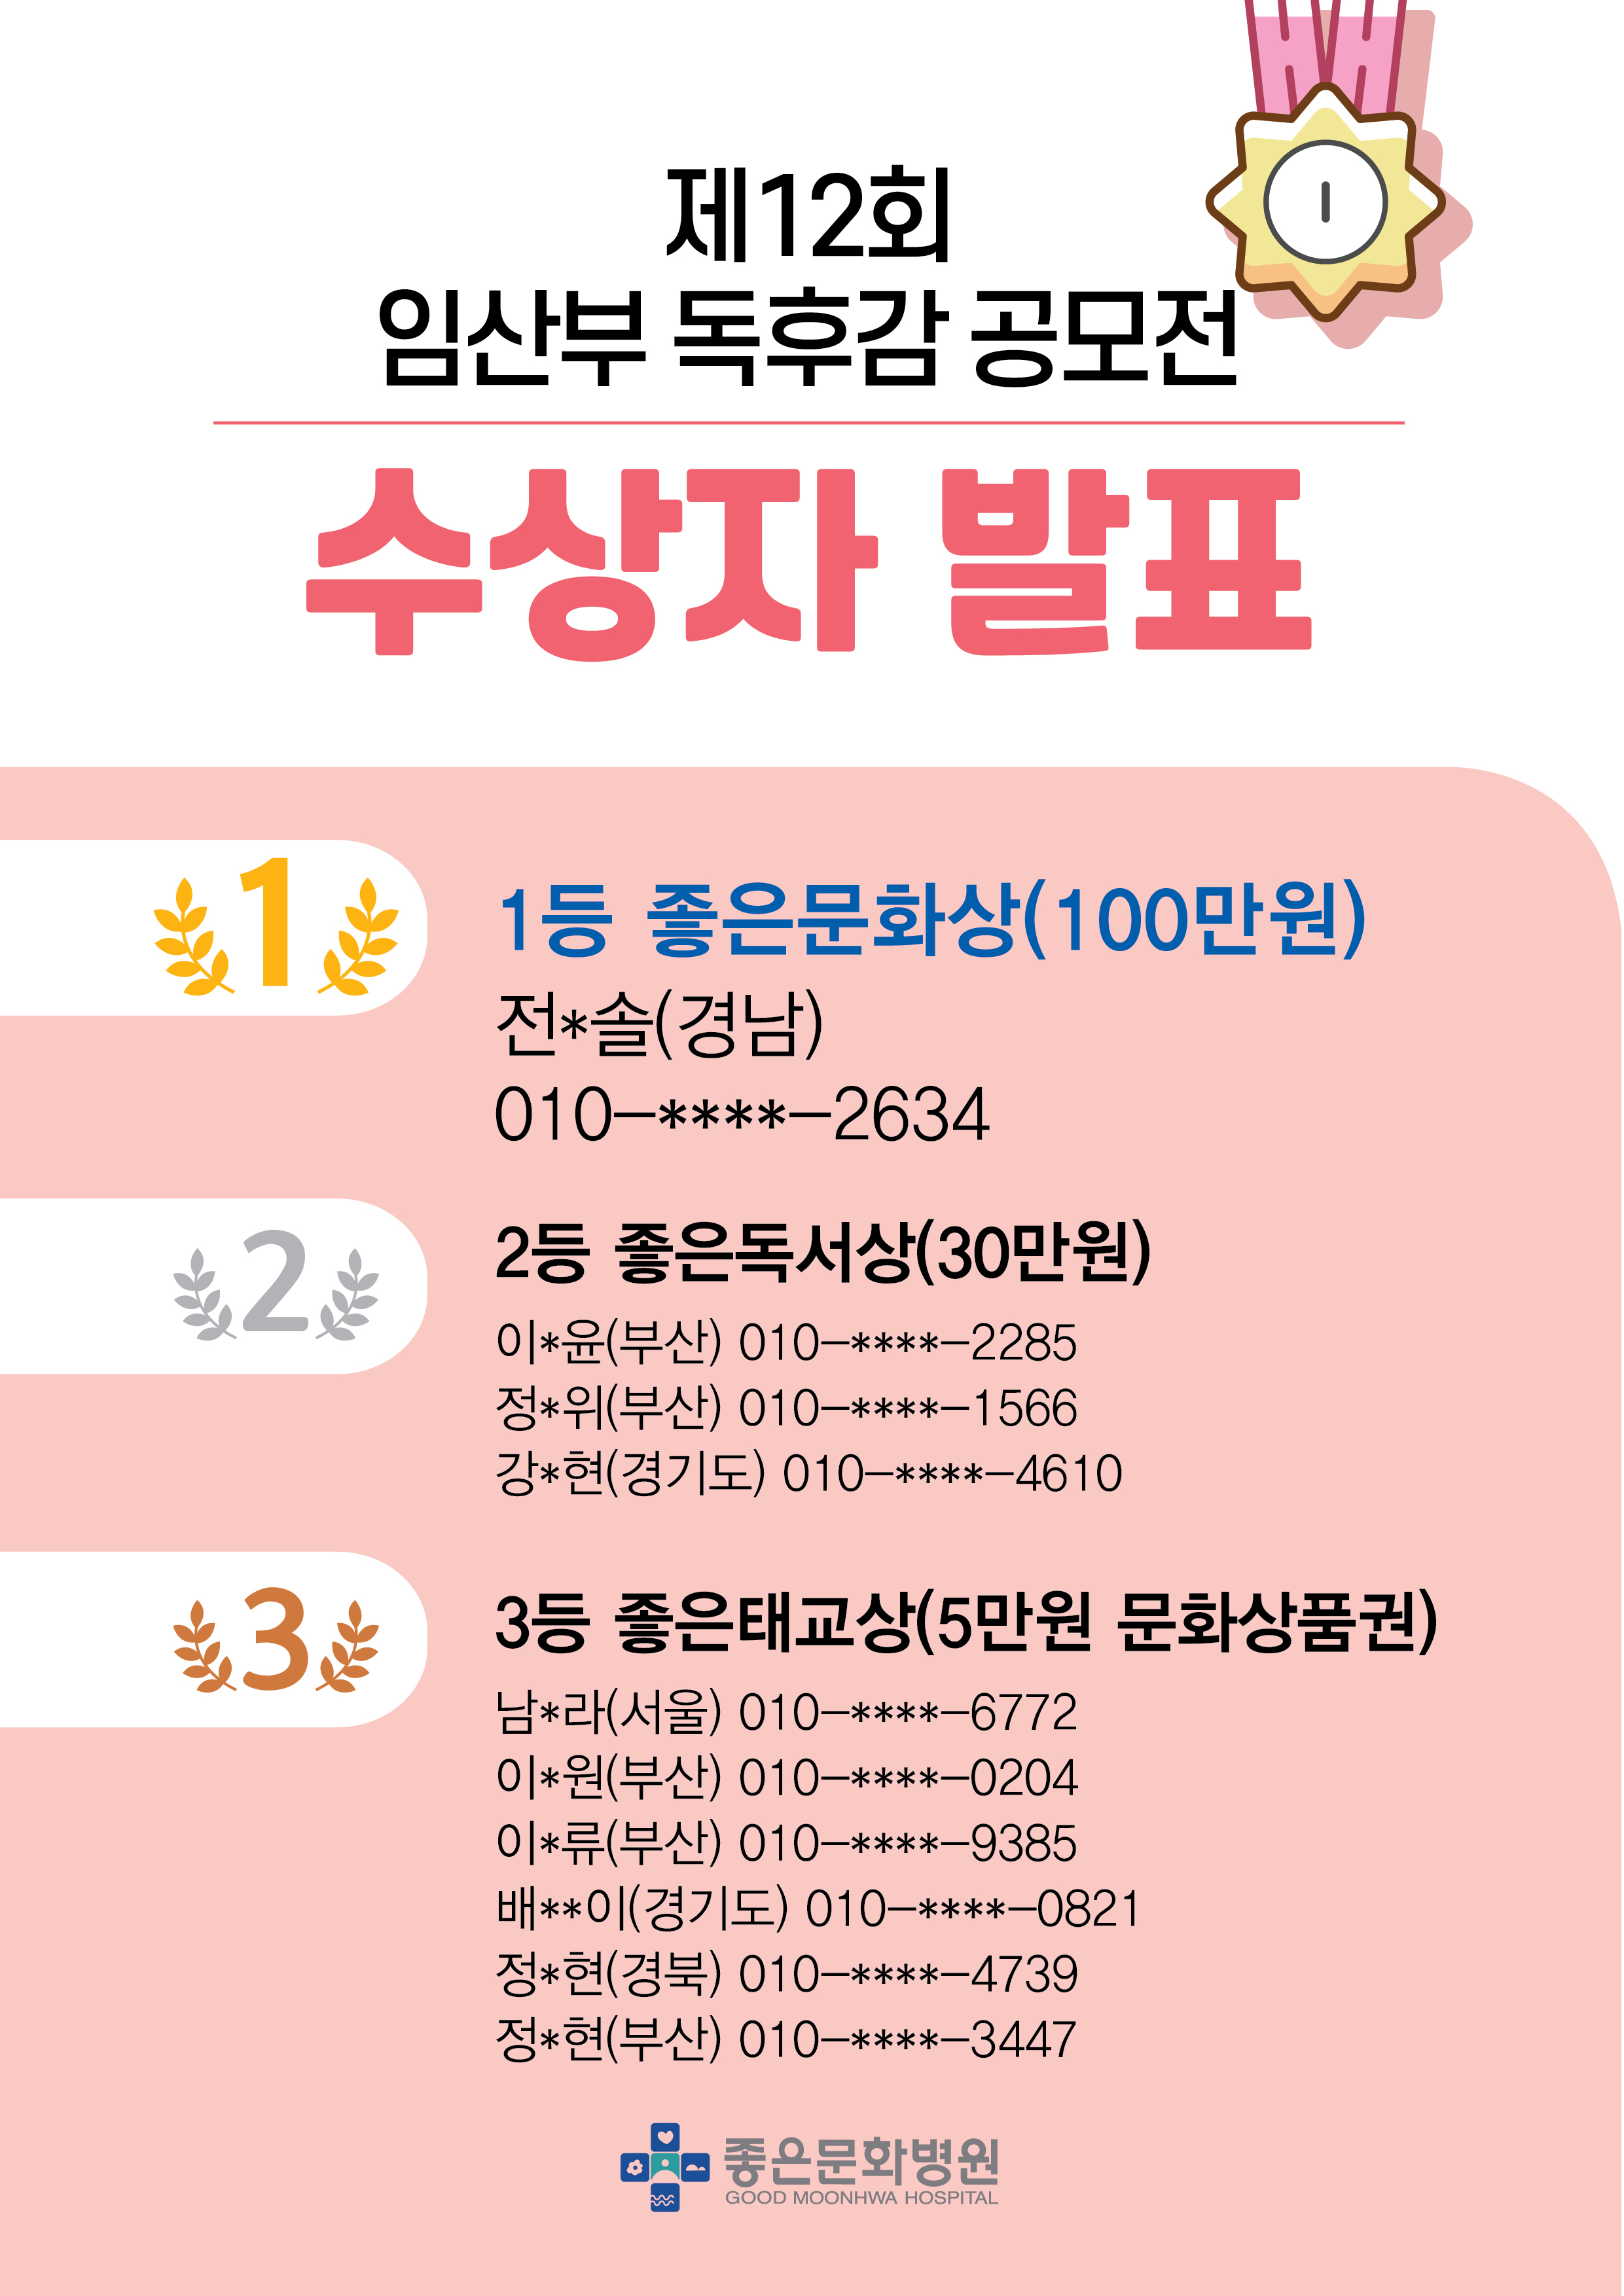 제12회
임산부 독후감 공모전
수상자 발표
1
1등 좋은문화상(100만원)
전*솔(경남)
010-****-2634
2
2등 좋은독서상(30만원)
이*윤(부산) 010-****-2285
정*위(부산) 010-****-1566
강*현(경기도) 010-****-4610
3
3등 좋은태교상(5만원 문화상품권)
남*라(서울) 010-****-6772
이*원(부산) 010-****-0204
이*류(부산) 010-****-9385
배**이(경기도) 010-****-0821
정*현(경북) 010-****-4739
정*현(부산) 010-****-3447
좋은문화병원
GOOD MOONHWA HOSPITAL